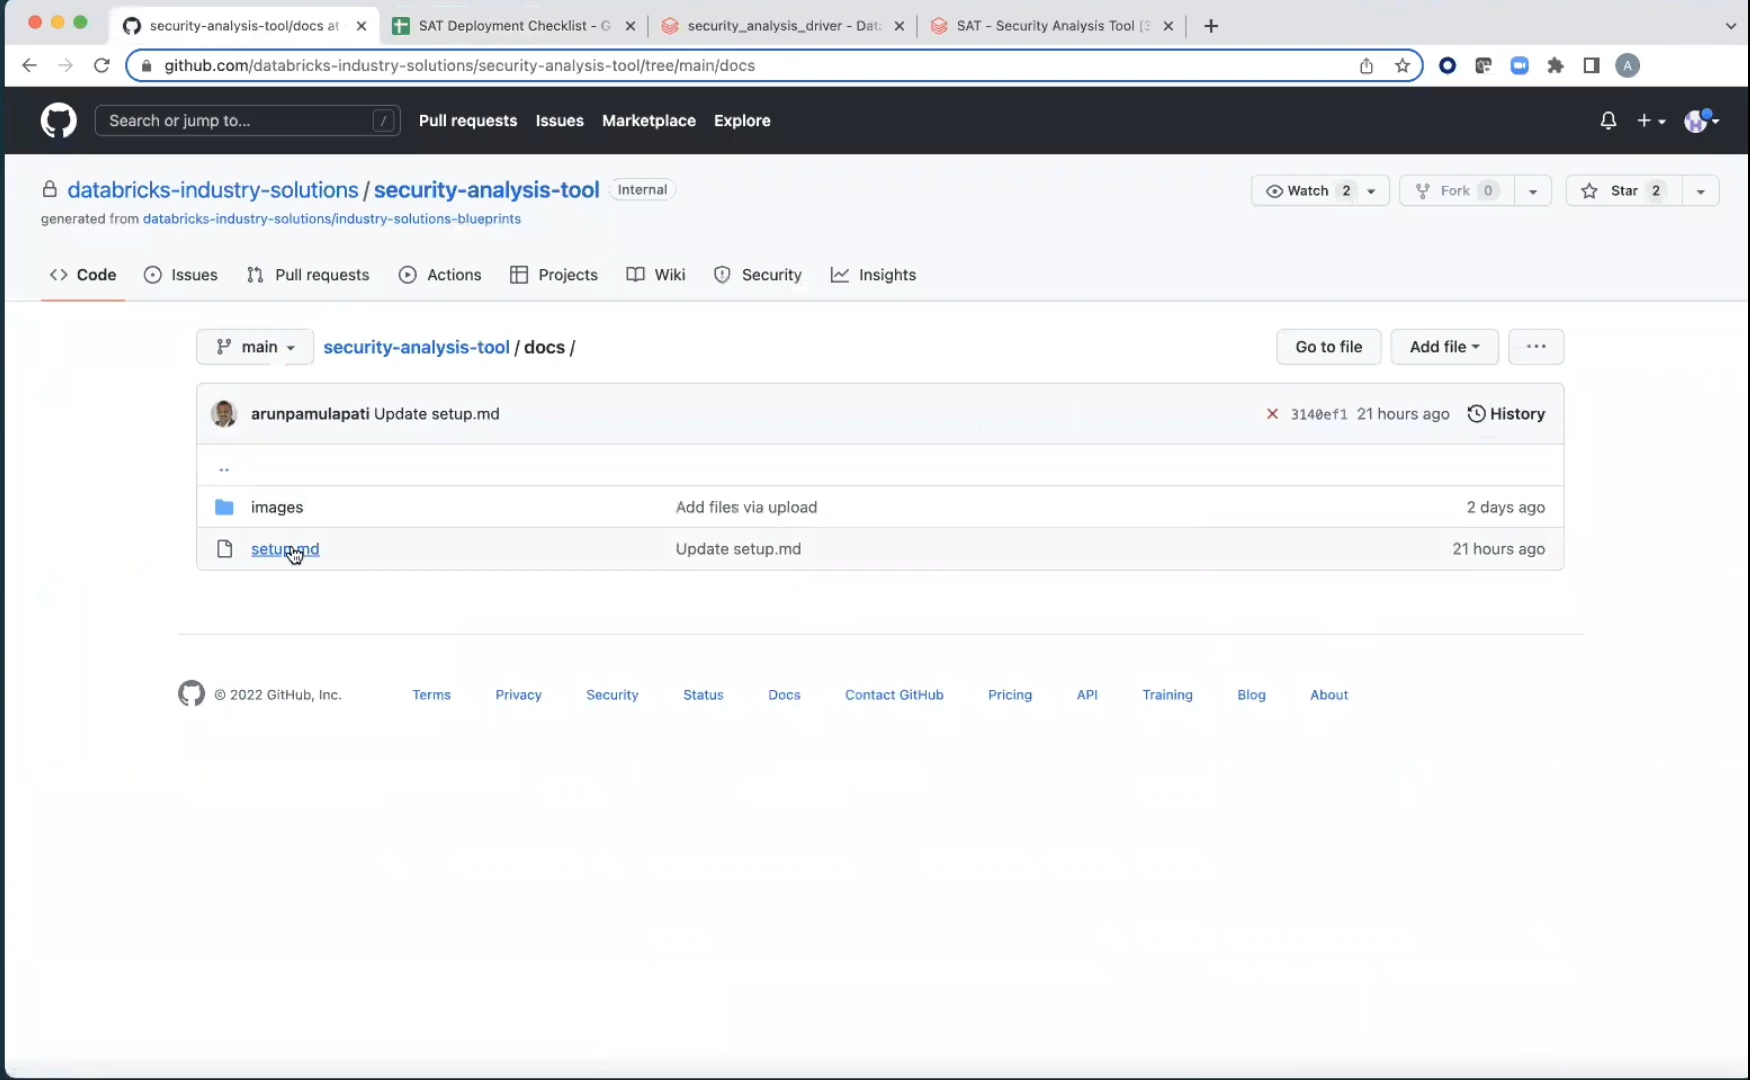 security-analysis-tool/docs at
SAT Deployment Checklist - G
security_analysis_driver - Dat
SAT - Security Analysis Tool (3
github.com/databricks-industry-solutions/security-analysis-tool/tree/main/docs
A
Search or jump to...
/
Pull requests
Issues
Marketplace
Explore
databricks-industry-solutions / security-analysis-tool
Internal
Watch 2
Fork 0
Star 2
generated from databricks-industry-solutions/industry-solutions-blueprints
Code
Issues
Pull requests
Actions
Projects
Wiki
Security
Insights
main
security-analysis-tool / docs /
Go to file
Add file
arunpamulapati Update setup.md
3140ef1 21 hours ago
History
..
images
Add files via upload
2 days ago
setup.md
Update setup.md
21 hours ago
© 2022 GitHub, Inc.
Terms
Privacy
Security
Status
Docs
Contact GitHub
Pricing
API
Training
Blog
About